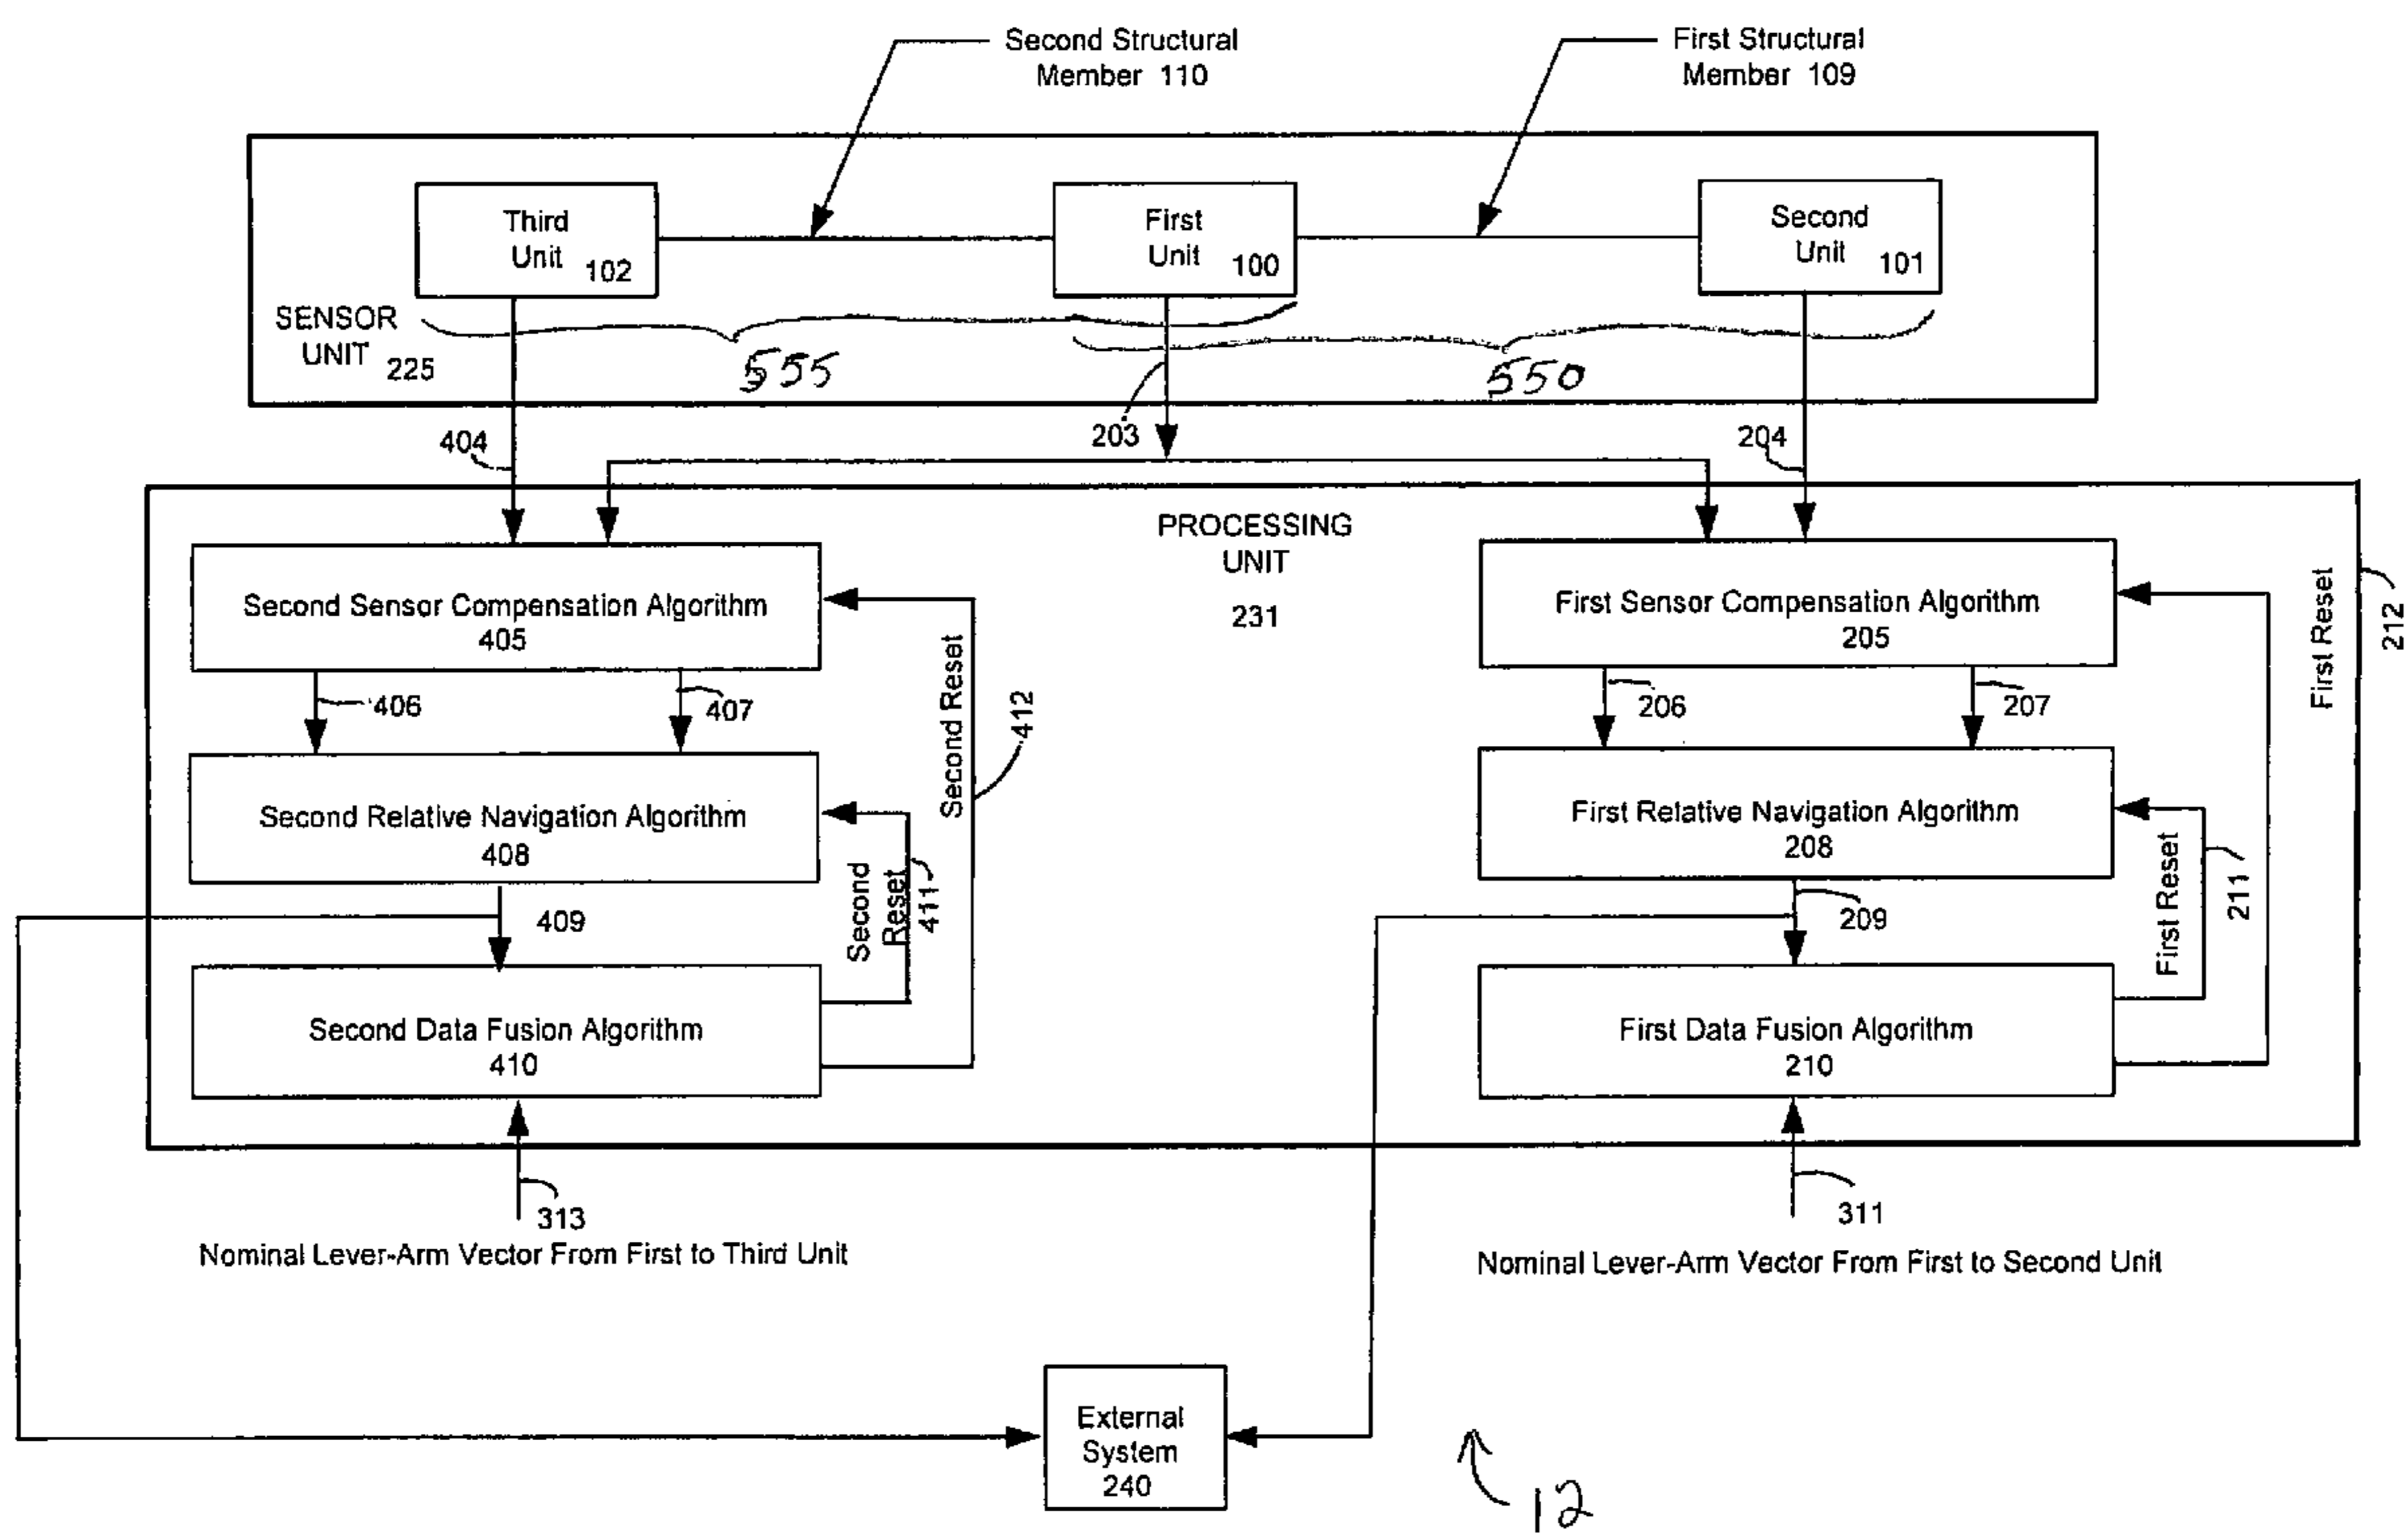 Second Structural
Member 110
First Structural
Member 109
Third
Unit 102
First
Unit 100
Second
Unit 101
SENSOR
UNIT 225
555
550
404
203
204
PROCESSING
UNIT
231
Second Sensor Compensation Algorithm
405
First Sensor Compensation Algorithm
205
First Reset
212
406
407
Second Reset
412
206
207
Second Relative Navigation Algorithm
408
First Relative Navigation Algorithm
208
409
Second
Reset
411
209
First Reset
211
Second Data Fusion Algorithm
410
First Data Fusion Algorithm
210
313
Nominal Lever-Arm Vector From First to Third Unit
311
Nominal Lever-Arm Vector From First to Second Unit
External
System
240
12